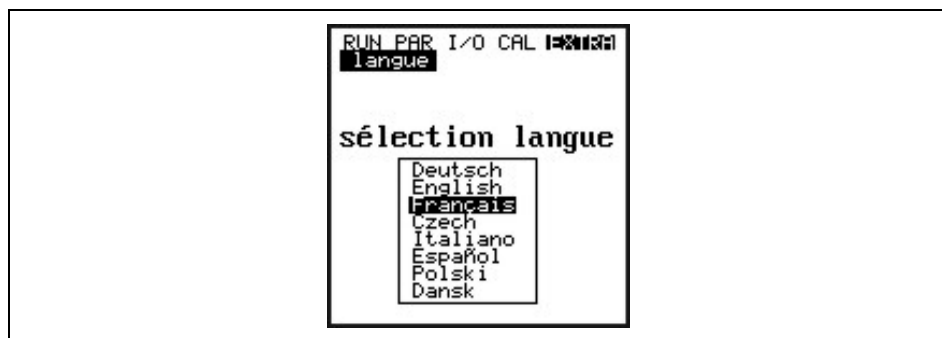 RUN PAR I/O CAL EXTRA
langue
sélection langue
Deutsch
English
Français
Czech
Italiano
Español
Polski
Dansk